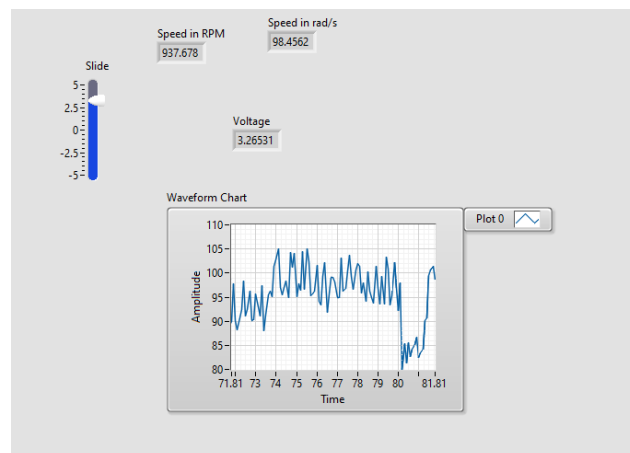 Speed in RPM
937.678
Speed in rad/s
98.4562
Slide
5
2.5
0
-2.5
-5
Voltage
3.26531
Waveform Chart
Plot 0
Amplitude
110
105
100
95
90
85
80
71.81 73 74 75 76 77 78 79 80 81.81
Time